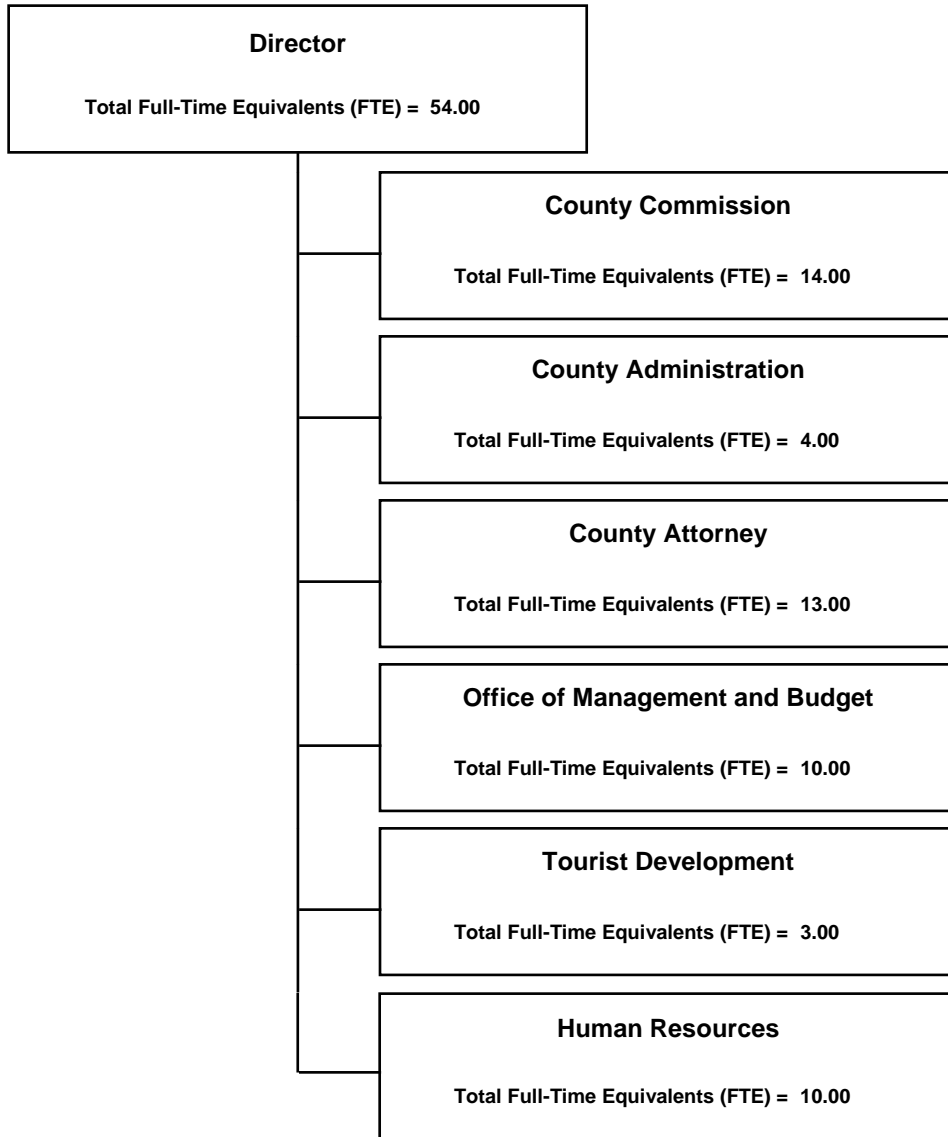 Director
Total Full-Time Equivalents (FTE) = 54.00
County Commission
Total Full-Time Equivalents (FTE) = 14.00
County Administration
Total Full-Time Equivalents (FTE) = 4.00
County Attorney
Total Full-Time Equivalents (FTE) = 13.00
Office of Management and Budget
Total Full-Time Equivalents (FTE) = 10.00
Tourist Development
Total Full-Time Equivalents (FTE) = 3.00
Human Resources
Total Full-Time Equivalents (FTE) = 10.00